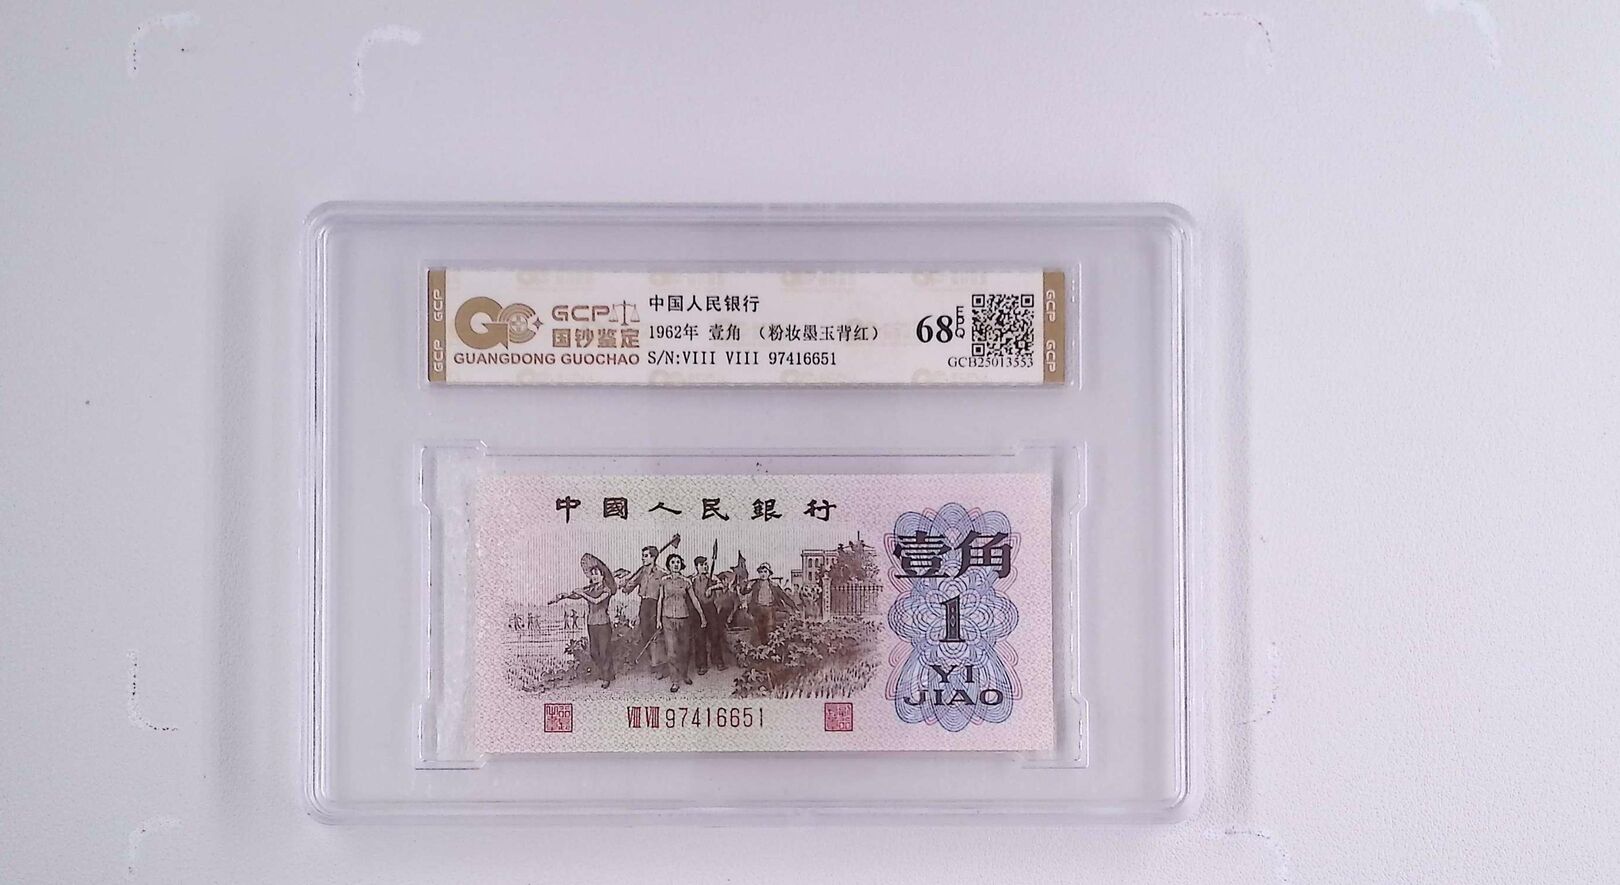 GCP
国钞鉴定
GUANGDONG GUOCHAO
中国人民银行
1962年 壹角 （粉妆墨玉背红）
S/N:VIII VIII 97416651
68 EPQ
GCB25013553
GCP
GCP
GCP
GCP
中國人民銀行
壹角
1
YI
JIAO
VIII VIII 97416651